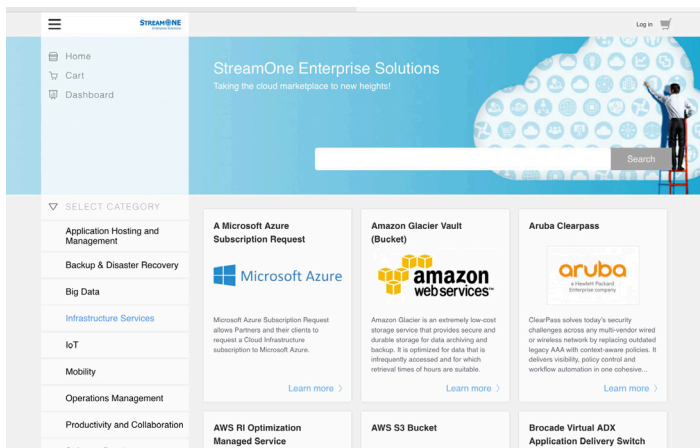 STREAMONE
Enterprise Solutions
Log in
Home
Cart
Dashboard
StreamOne Enterprise Solutions
Taking the cloud marketplace to new heights!
Search
SELECT CATEGORY
Application Hosting and
Management
Backup & Disaster Recovery
Big Data
Infrastructure Services
IoT
Mobility
Operations Management
Productivity and Collaboration
A Microsoft Azure
Subscription Request
Microsoft Azure
Microsoft Azure Subscription Request
allows Partners and their clients to
request a Cloud Infrastructure
subscription to Microsoft Azure.
Learn more
Amazon Glacier Vault
(Bucket)
amazon
webservices™
Amazon Glacier is an extremely low-cost
storage service that provides secure and
durable storage for data archiving and
backup. It is optimized for data that is
infrequently accessed and for which
retrieval times of hours are suitable.
Learn more
Aruba Clearpass
aruba
a Hewlett Packard
Enterprise company
ClearPass solves today's security
challenges across any multi-vendor wired
or wireless network by replacing outdated
legacy AAA with context-aware policies. It
delivers visibility, policy control and
workflow automation in one cohesive...
Learn more
AWS RI Optimization
Managed Service
AWS S3 Bucket
Brocade Virtual ADX
Application Delivery Switch